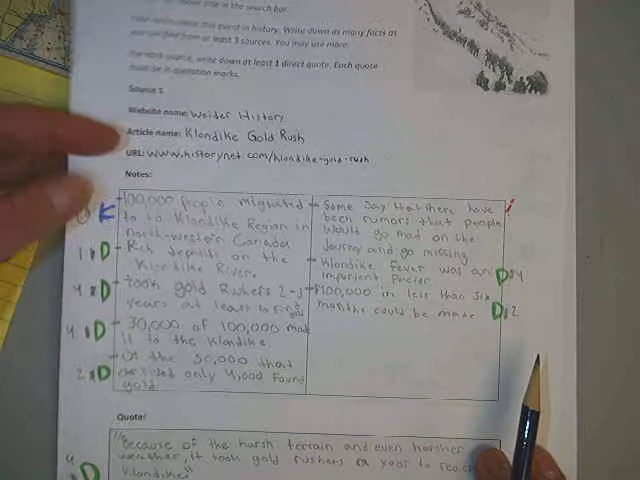 in the search bar.
this quest in history. Write down as many facts as
you can find from at least 3 sources. You may use more.
For each source, write down at least 1 direct quote. Each quote
must be in quotation marks.
Source 1
Website name: Weider History
Article name: Klondike Gold Rush
URL: www.historynet.com/klondike-gold-rush
Notes:
K
-100,000 people migrated
to to Klondike Region in
north-western Canada
1 D - Rich deposits on the
Klondike River.
4 D - took gold Rushers
years at least to find gold
4 D - 30,000 of 100,000 made
it to the Klondike
Of the 30,000 that
2 D only 4,000 found
gold
- Some say that there have
been rumors that people
would go mad on the
Journey and go missing
- Klondike fever was an D 4
important
- $100,000 in less than six
months could be made D 2
Quote:
4 D
"Because of the harsh terrain and even harsher
weather, it took gold rushers a year to reach
Klondike"